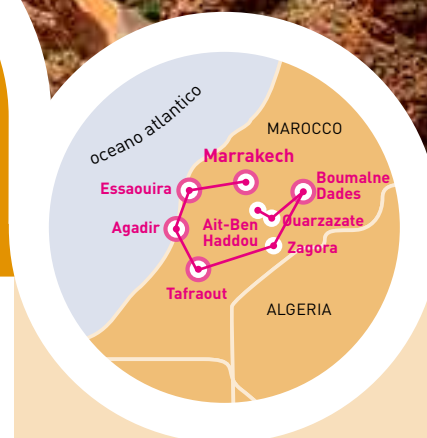 oceano atlantico
MAROCCO
Marrakech
Essaouira
Boumalne
Dades
Agadir
Ait-Ben
Haddou
Ouarzazate
Zagora
Tafraout
ALGERIA